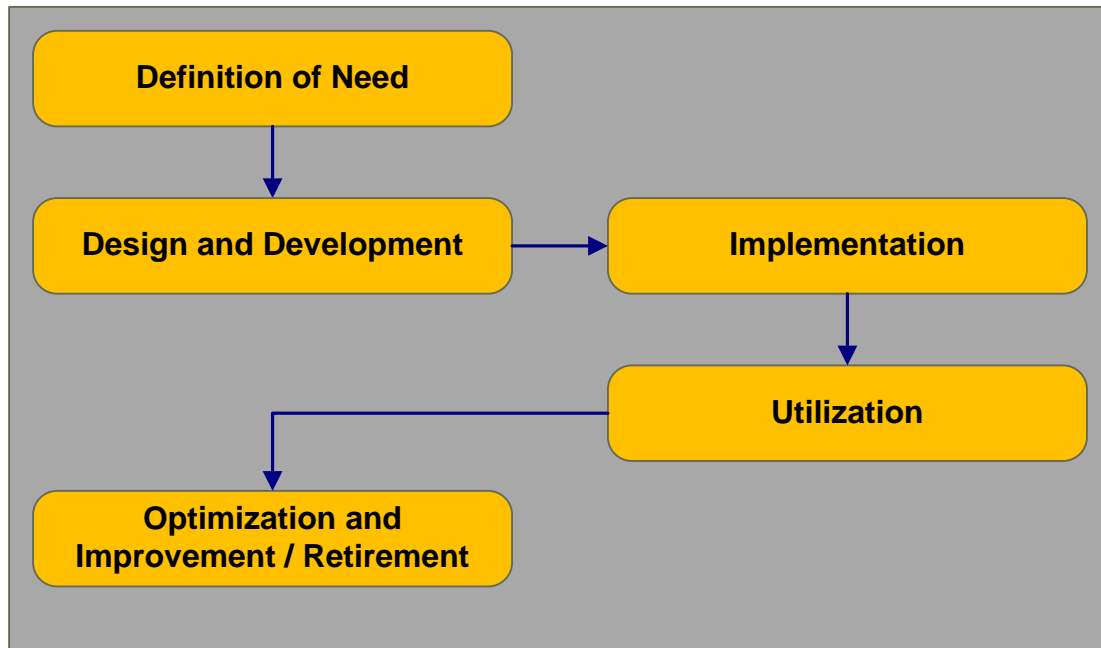 Definition of Need
Design and Development
Implementation
Utilization
Optimization and
Improvement / Retirement